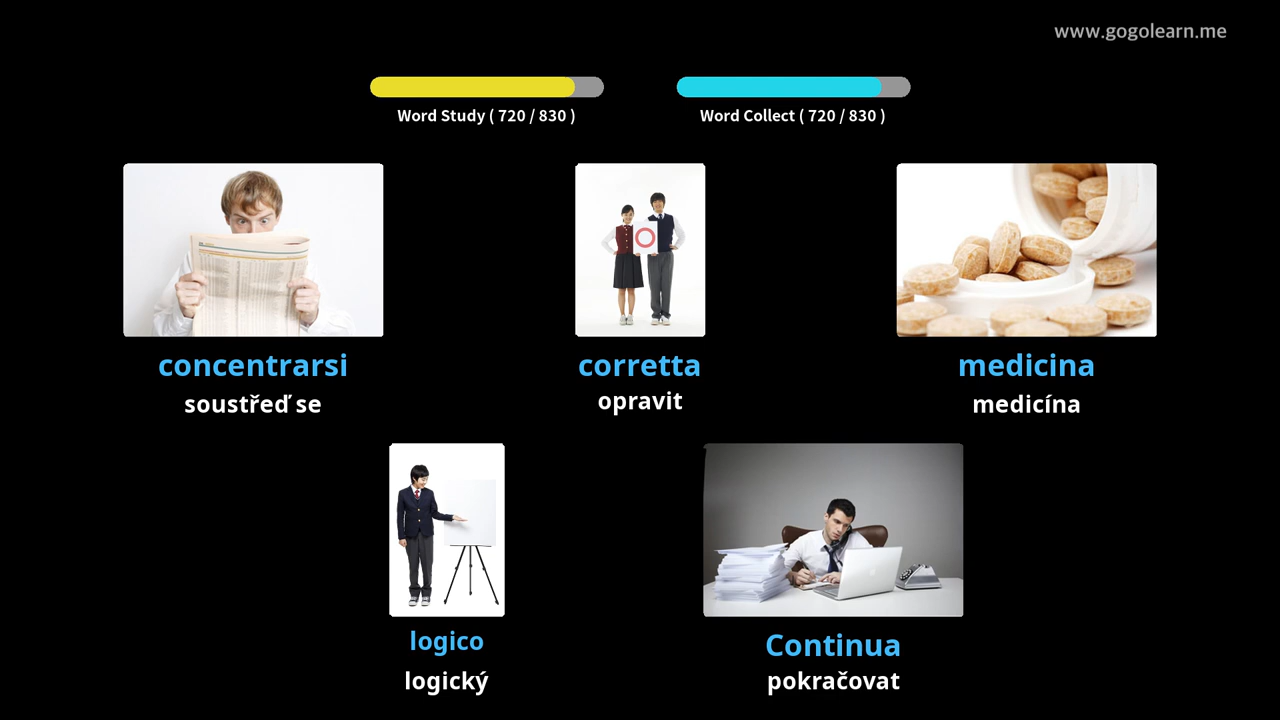 www.gogolearn.me
Word Study ( 720 / 830 )
Word Collect ( 720 / 830 )
concentrarsi
soustřeď se
corretta
opravit
medicina
medicína
logico
logický
Continua
pokračovat